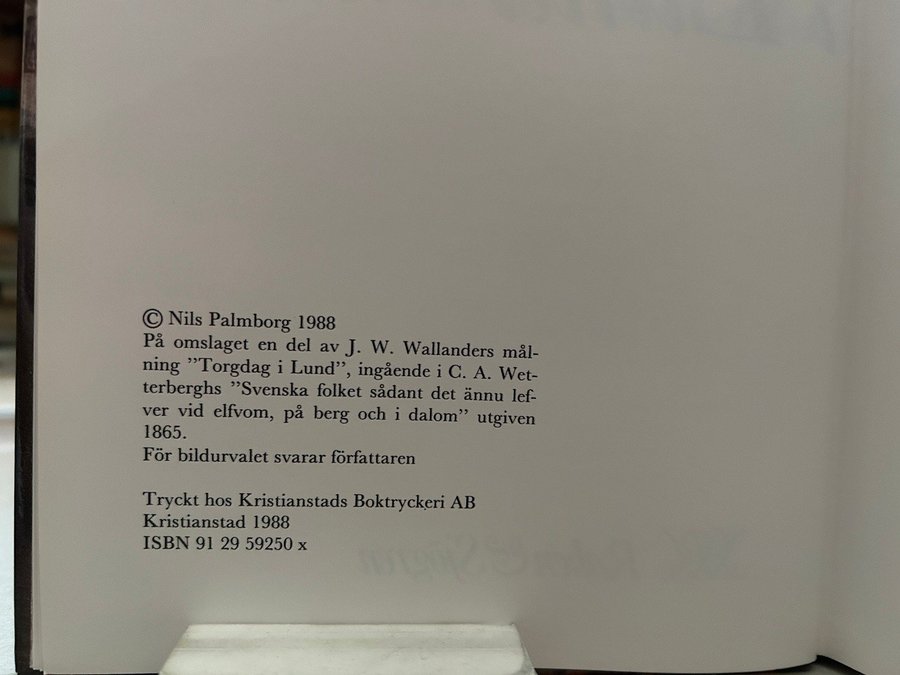 © Nils Palmborg 1988
På omslaget en del av J. W. Wallanders mål-
ning ”Torgdag i Lund”, ingående i C. A. Wet-
terberghs ”Svenska folket sådant det ännu lef-
ver vid elfvom, på berg och i dalom” utgiven
1865.
För bildurvalet svarar författaren
Tryckt hos Kristianstads Boktryckeri AB
Kristianstad 1988
ISBN 91 29 59250 x